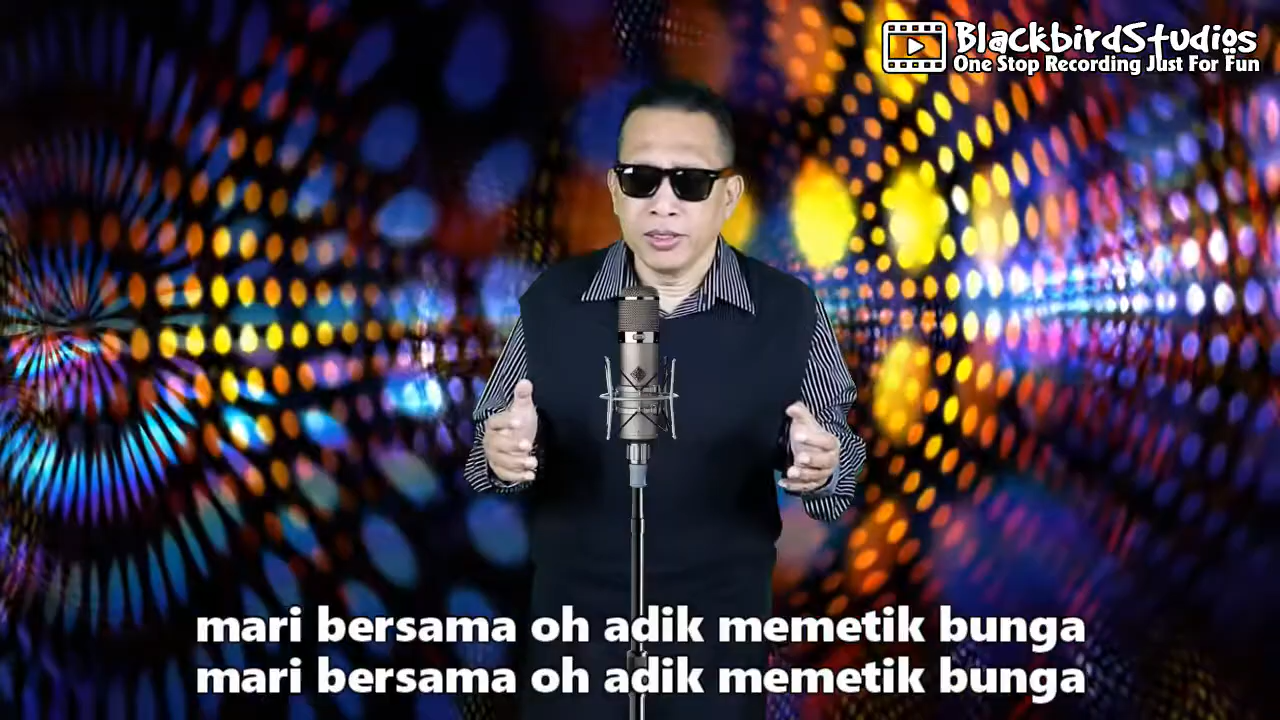 BlackbirdStudios
One Stop Recording Just For Fun
mari bersama oh adik memetik bunga
mari bersama oh adik memetik bunga